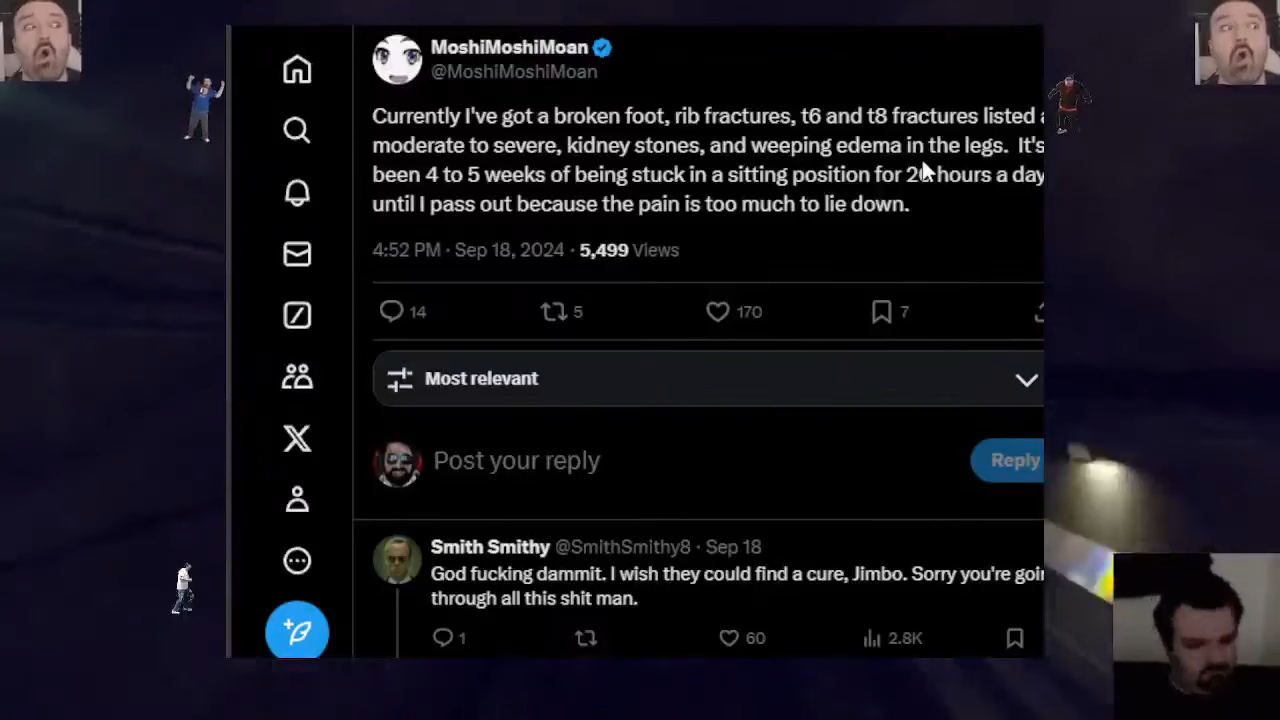 MoshiMoshiMoan
@MoshiMoshiMoan
Currently I've got a broken foot, rib fractures, t6 and t8 fractures listed
moderate to severe, kidney stones, and weeping edema in the legs. It's
been 4 to 5 weeks of being stuck in a sitting position for hours a day
until I pass out because the pain is too much to lie down.
4:52 PM · Sep 18, 2024 · 5,499 Views
14 5 170 7
Most relevant
Post your reply
Reply
Smith Smithy @SmithSmithy8 · Sep 18
God fucking dammit. I wish they could find a cure, Jimbo. Sorry you're goi
through all this shit man.
1 60 2.8K